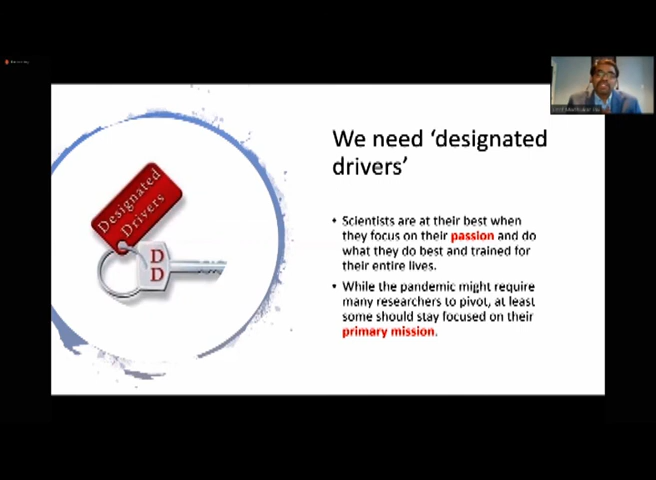 We need ‘designated
drivers’
Designated
Drivers
D
D
• Scientists are at their best when
they focus on their passion and do
what they do best and trained for
their entire lives.
• While the pandemic might require
many researchers to pivot, at least
some should stay focused on their
primary mission.